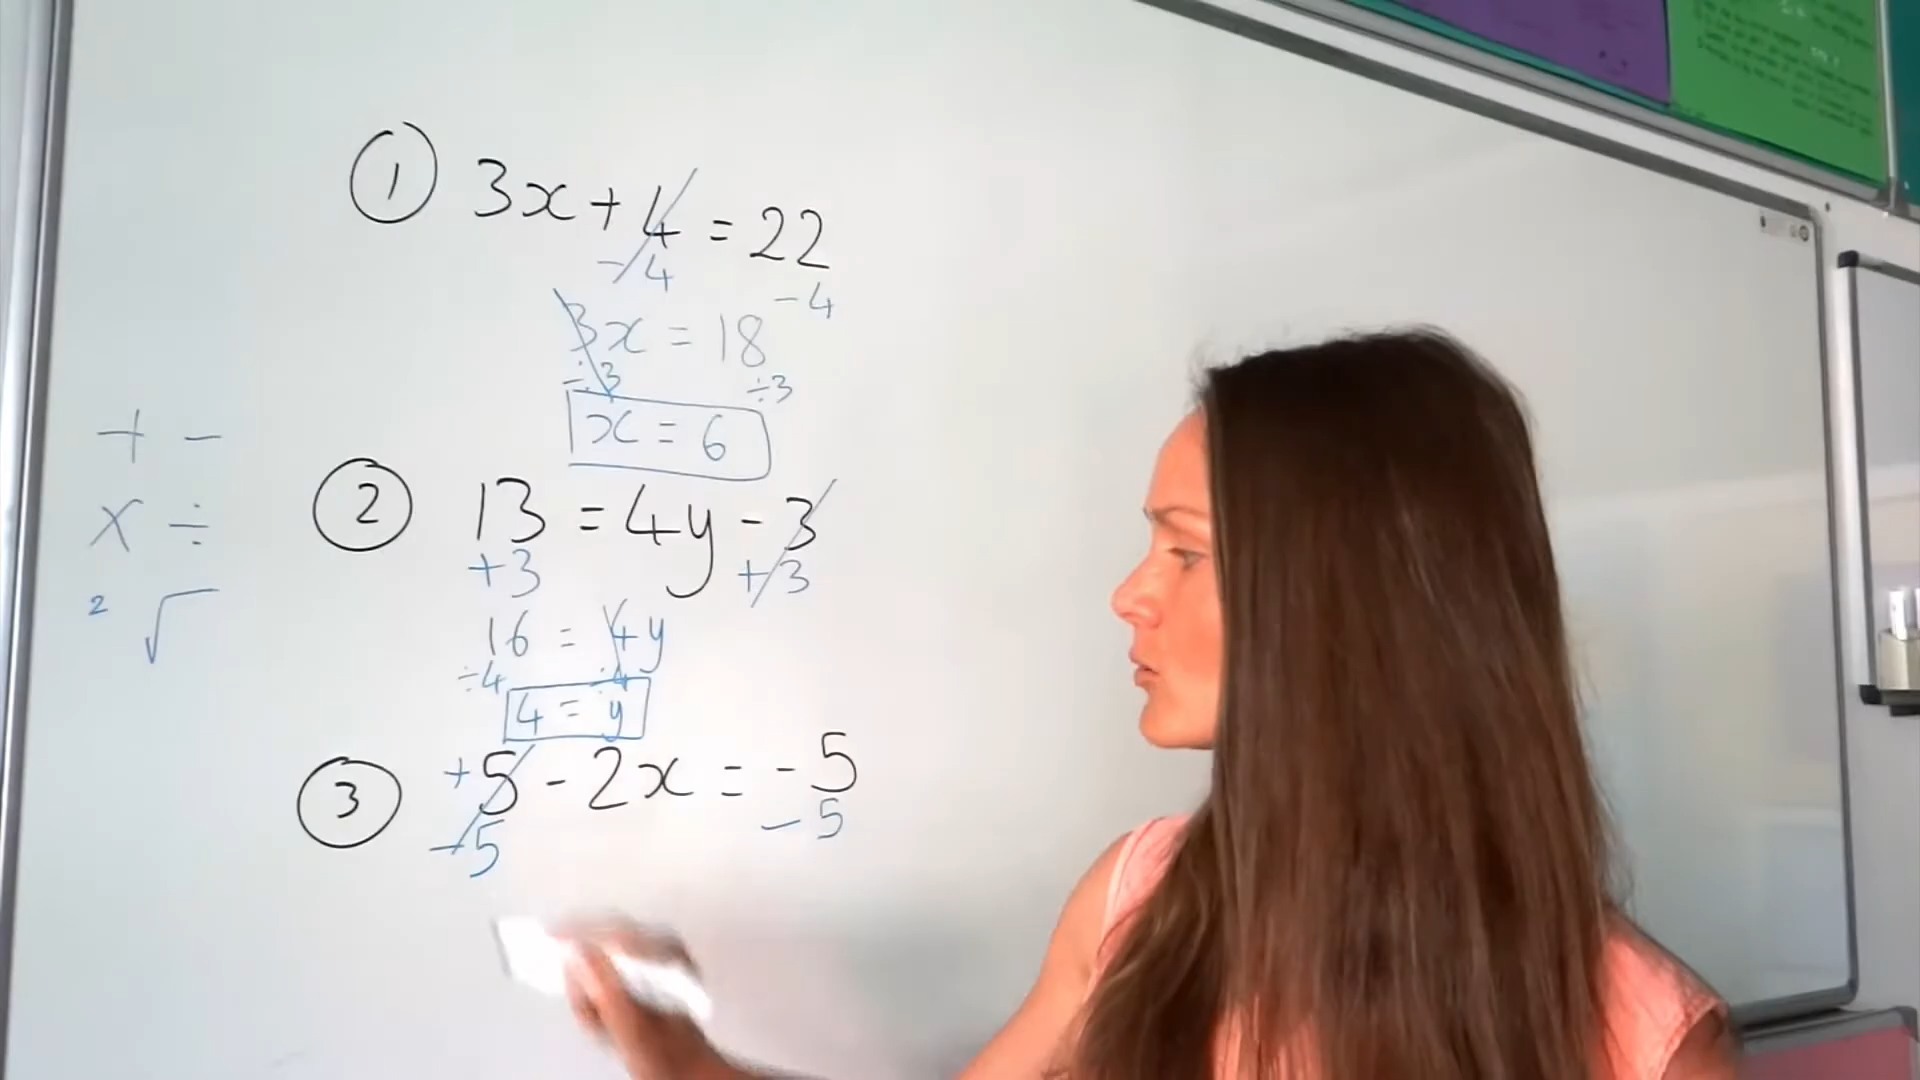 ① 3x + 4 = 22
- 4 - 4
3x = 18
÷3 ÷3
x = 6
+ -
x ÷
² √
② 13 = 4y - 3
+3 +3
16 = 4y
÷4 ÷4
4 = y
③ +5 - 2x = -5
-5 -5